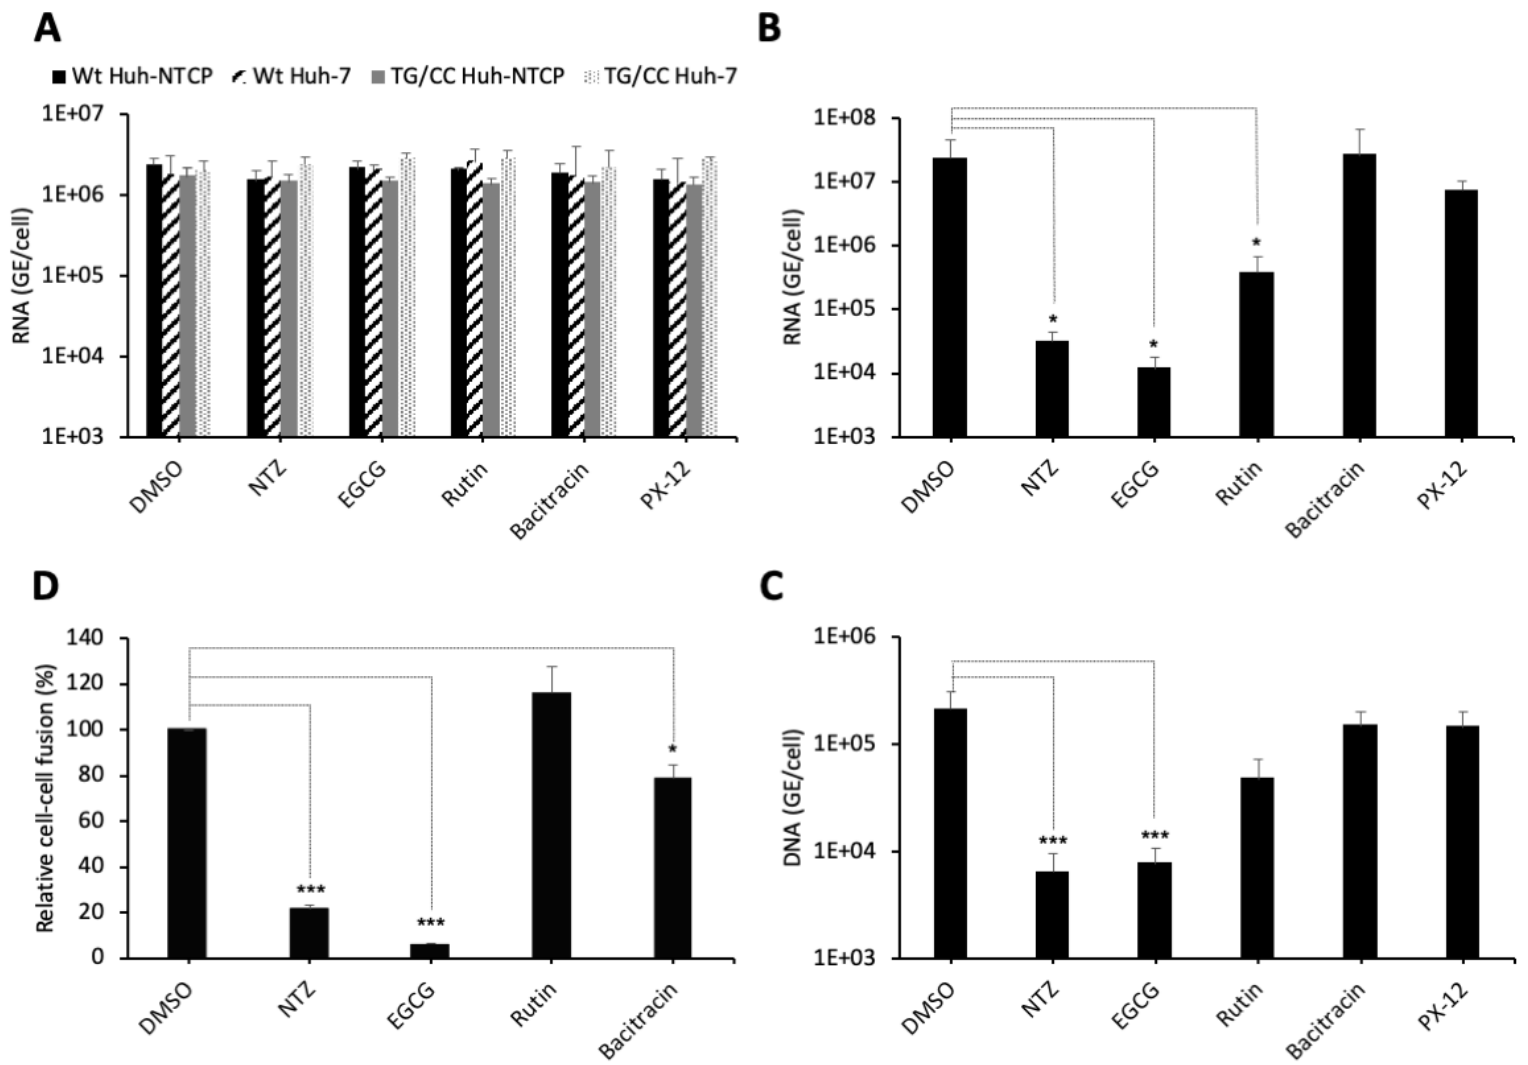 A
Wt Huh-NTCP Wt Huh-7 TG/CC Huh-NTCP TG/CC Huh-7
RNA (GE/cell)
1E+07
1E+06
1E+05
1E+04
1E+03
DMSO NTZ EGCG Rutin Bacitracin PX-12
B
RNA (GE/cell)
1E+08
1E+07
1E+06
1E+05
1E+04
1E+03
* * *
DMSO NTZ EGCG Rutin Bacitracin PX-12
D
Relative cell-cell fusion (%)
140
120
100
80
60
40
20
0
*** *** *
DMSO NTZ EGCG Rutin Bacitracin
C
DNA (GE/cell)
1E+06
1E+05
1E+04
1E+03
*** ***
DMSO NTZ EGCG Rutin Bacitracin PX-12